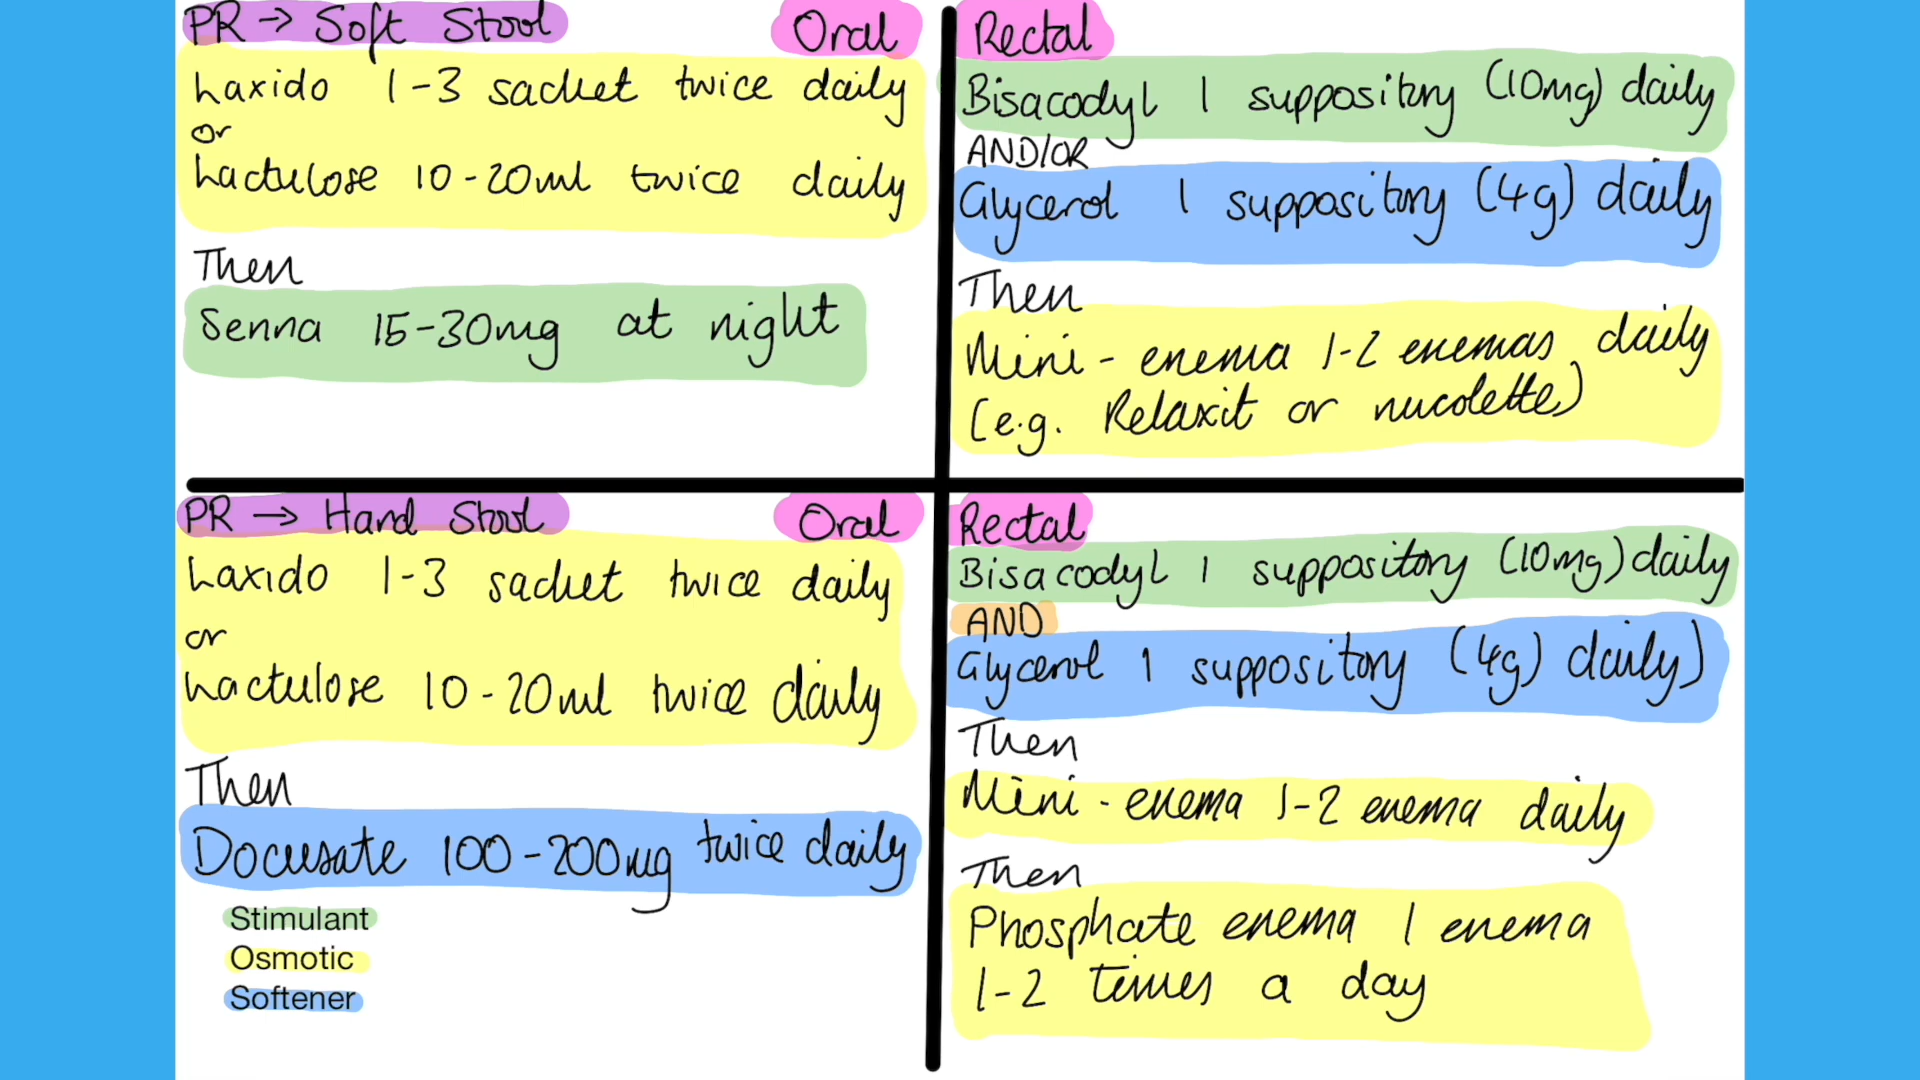 PR → Soft Stool
Oral
Laxido 1-3 sachet twice daily
or
Lactulose 10-20ml twice daily
Then
Senna 15-30mg at night
Rectal
Bisacodyl 1 suppository (10mg) daily
AND/OR
Glycerol 1 suppository (4g) daily
Then
Mini - enema 1-2 enemas daily
(e.g. Relaxit or nucolette)
PR → Hard Stool
Oral
Laxido 1-3 sachet twice daily
or
Lactulose 10-20ml twice daily
Then
Docusate 100-200mg twice daily
Stimulant
Osmotic
Softener
Rectal
Bisacodyl 1 suppository (10mg) daily
AND
Glycerol 1 suppository (4g) daily)
Then
Mini - enema 1-2 enema daily
Then
Phosphate enema 1 enema
1-2 times a day